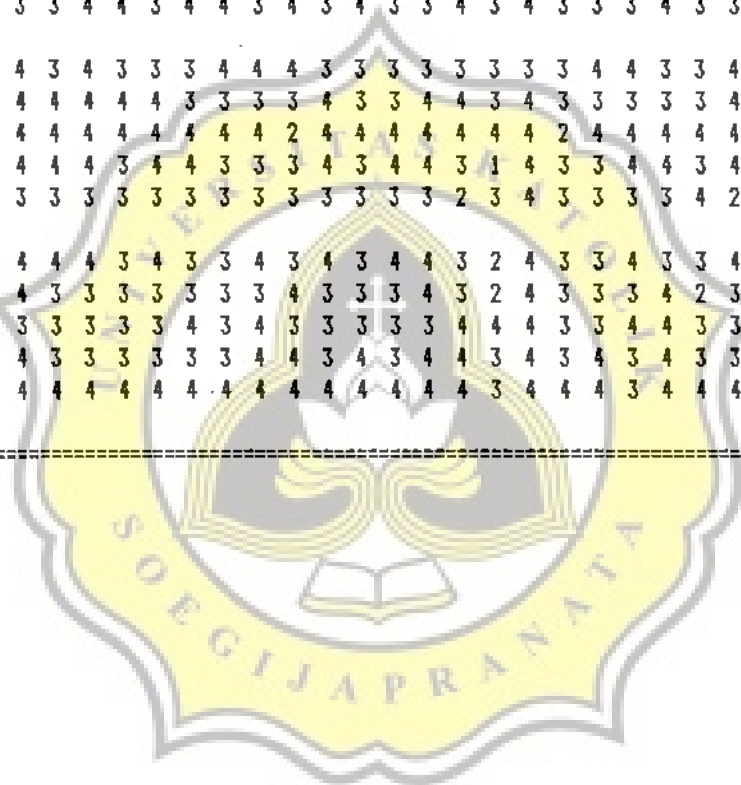 3 3 4 4 3 4 4 3 4 3 4 3 3 4 3 4 3 3 3 4 3 3
4 3 4 3 3 3 4 4 4 3 3 3 3 3 3 3 3 4 4 3 3 4
4 4 4 4 4 3 3 3 3 4 3 3 4 4 3 4 3 3 3 3 3 4
4 4 4 4 4 4 4 4 2 4 4 4 4 4 4 4 2 4 4 4 4 4
4 4 4 3 4 4 3 3 3 4 3 4 4 3 1 4 3 3 4 4 3 4
3 3 3 3 3 3 3 3 3 3 3 3 3 2 3 4 3 3 3 3 4 2
4 4 4 3 4 3 3 4 3 4 3 4 4 3 2 4 3 3 4 3 3 4
4 3 3 3 3 3 3 3 4 3 3 3 4 3 2 4 3 3 3 4 2 3
3 3 3 3 3 4 3 4 3 3 3 3 3 4 4 4 3 3 4 4 3 3
4 3 3 3 3 3 3 4 4 3 4 3 4 4 3 4 3 4 3 4 3 3
4 4 4 4 4 4 4 4 4 4 4 4 4 4 3 4 4 4 3 4 4 4
UNIVERSITAS KATOLIK
SOEGIJAPRANATA